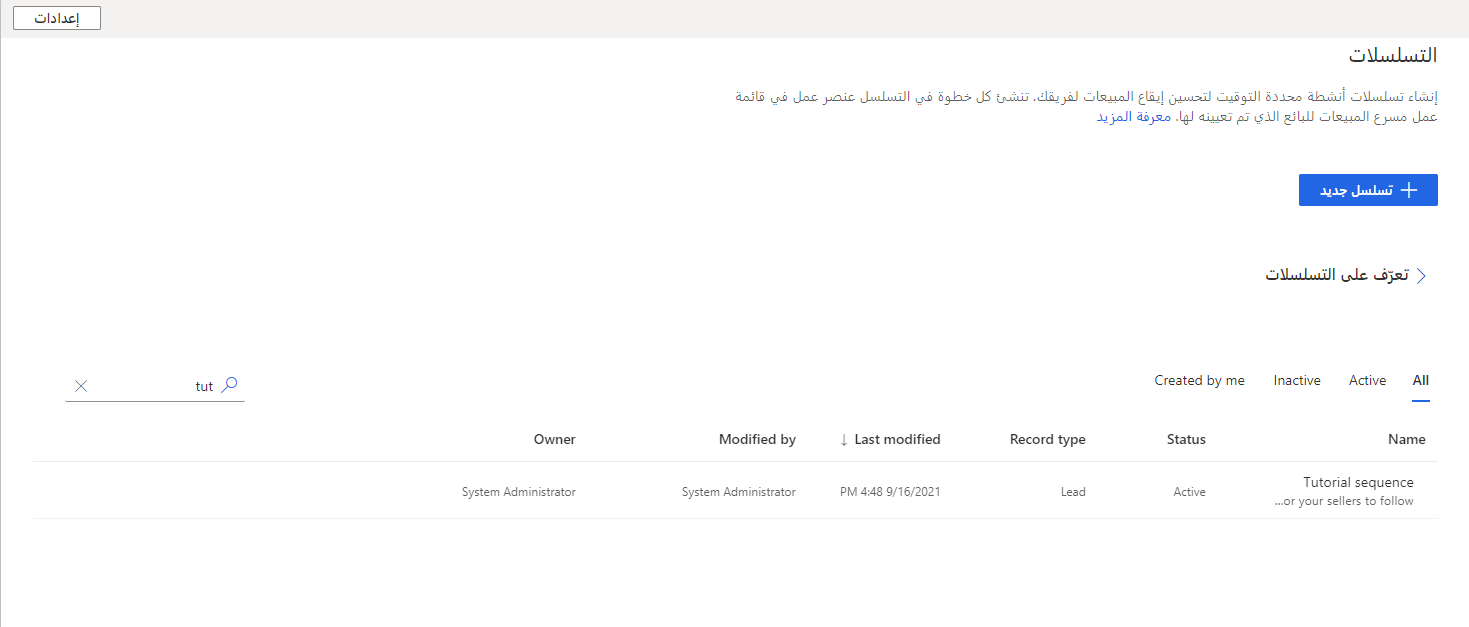 إعدادات
التسلسلات
إنشاء تسلسلات أنشطة محددة التوقيت لتحسين إيقاع المبيعات لفريقك. تنشئ كل خطوة في التسلسل عنصر عمل في قائمة
عمل مسرع المبيعات للبائع الذي تم تعيينه لها. معرفة المزيد
تسلسل جديد
تعرّف على التسلسلات
All Active Inactive Created by me
tut
Name Status Record type Last modified ↓ Modified by Owner
Tutorial sequence
...or your sellers to follow
Active Lead PM 4:48 9/16/2021 System Administrator System Administrator